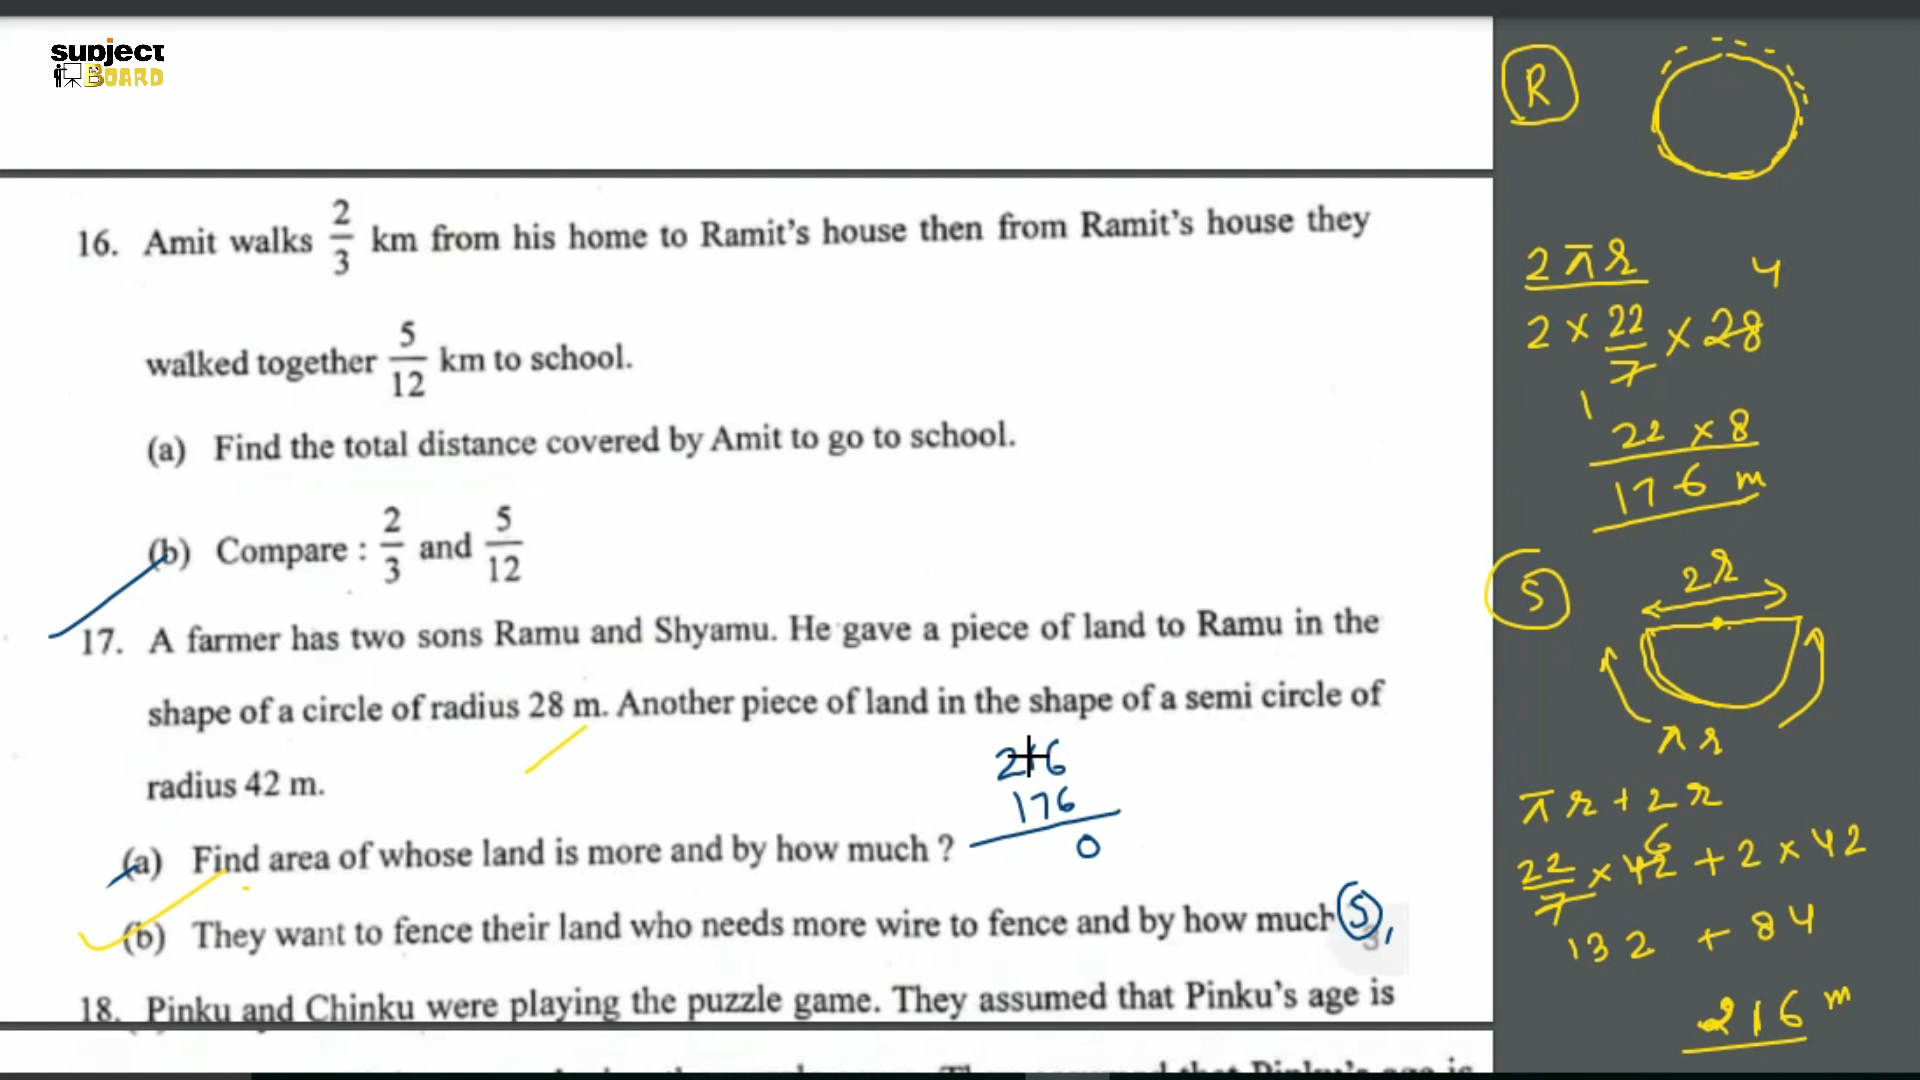 subject
BOARD
16. Amit walks 2/3 km from his home to Ramit's house then from Ramit's house they
walked together 5/12 km to school.
(a) Find the total distance covered by Amit to go to school.
(b) Compare : 2/3 and 5/12
17. A farmer has two sons Ramu and Shyamu. He gave a piece of land to Ramu in the
shape of a circle of radius 28 m. Another piece of land in the shape of a semi circle of
radius 42 m.
216
176
0
(a) Find area of whose land is more and by how much ?
(b) They want to fence their land who needs more wire to fence and by how much
S,
18. Pinku and Chinku were playing the puzzle game. They assumed that Pinku's age is
R
2πr
4
2 × 22/7 × 28
1
22 × 8
176 m
S
2r
πr
πr + 2r
6
22/7 × 42 + 2 × 42
132 + 84
216 m